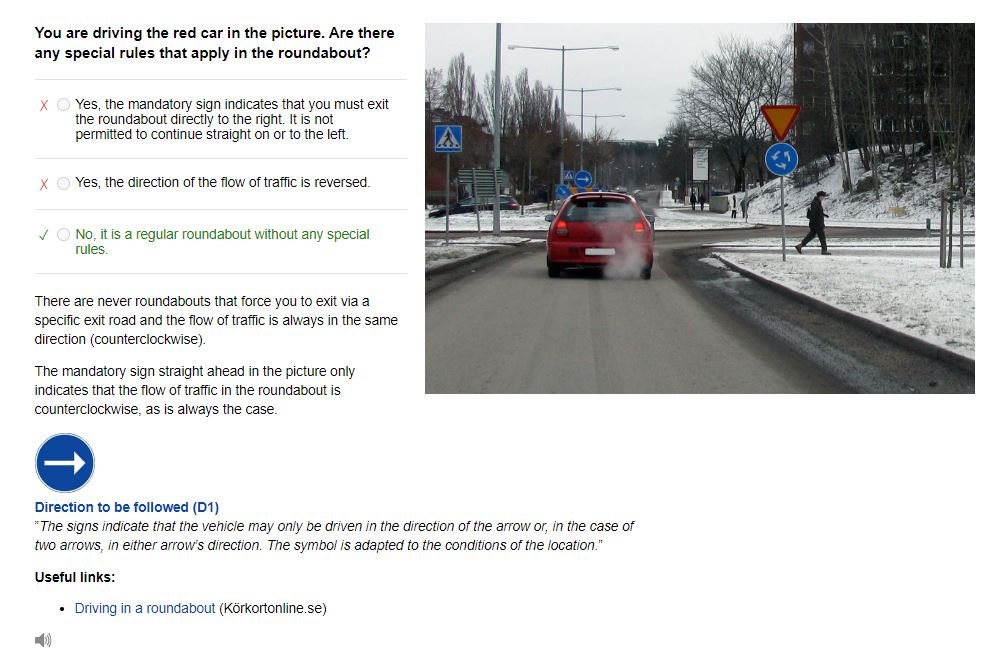 You are driving the red car in the picture. Are there
any special rules that apply in the roundabout?
Yes, the mandatory sign indicates that you must exit
the roundabout directly to the right. It is not
permitted to continue straight on or to the left.
Yes, the direction of the flow of traffic is reversed.
No, it is a regular roundabout without any special
rules.
There are never roundabouts that force you to exit via a
specific exit road and the flow of traffic is always in the same
direction (counterclockwise).
The mandatory sign straight ahead in the picture only
indicates that the flow of traffic in the roundabout is
counterclockwise, as is always the case.
Direction to be followed (D1)
"The signs indicate that the vehicle may only be driven in the direction of the arrow or, in the case of
two arrows, in either arrow's direction. The symbol is adapted to the conditions of the location."
Useful links:
• Driving in a roundabout (Körkortonline.se)